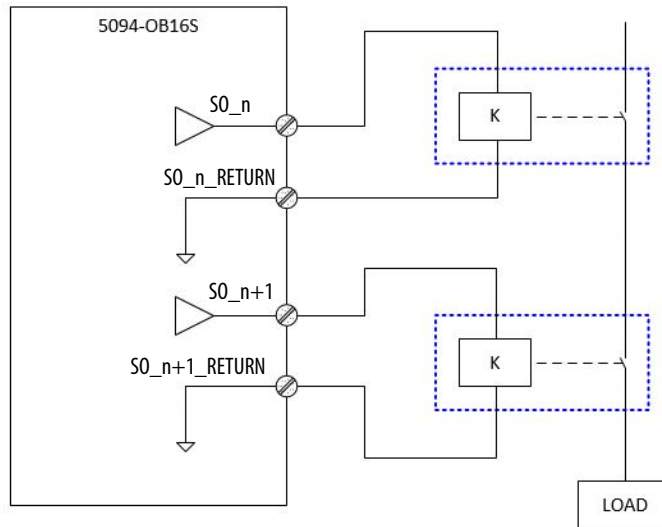 5094-OB16S
SO_n
K
SO_n_RETURN
SO_n+1
K
SO_n+1_RETURN
LOAD